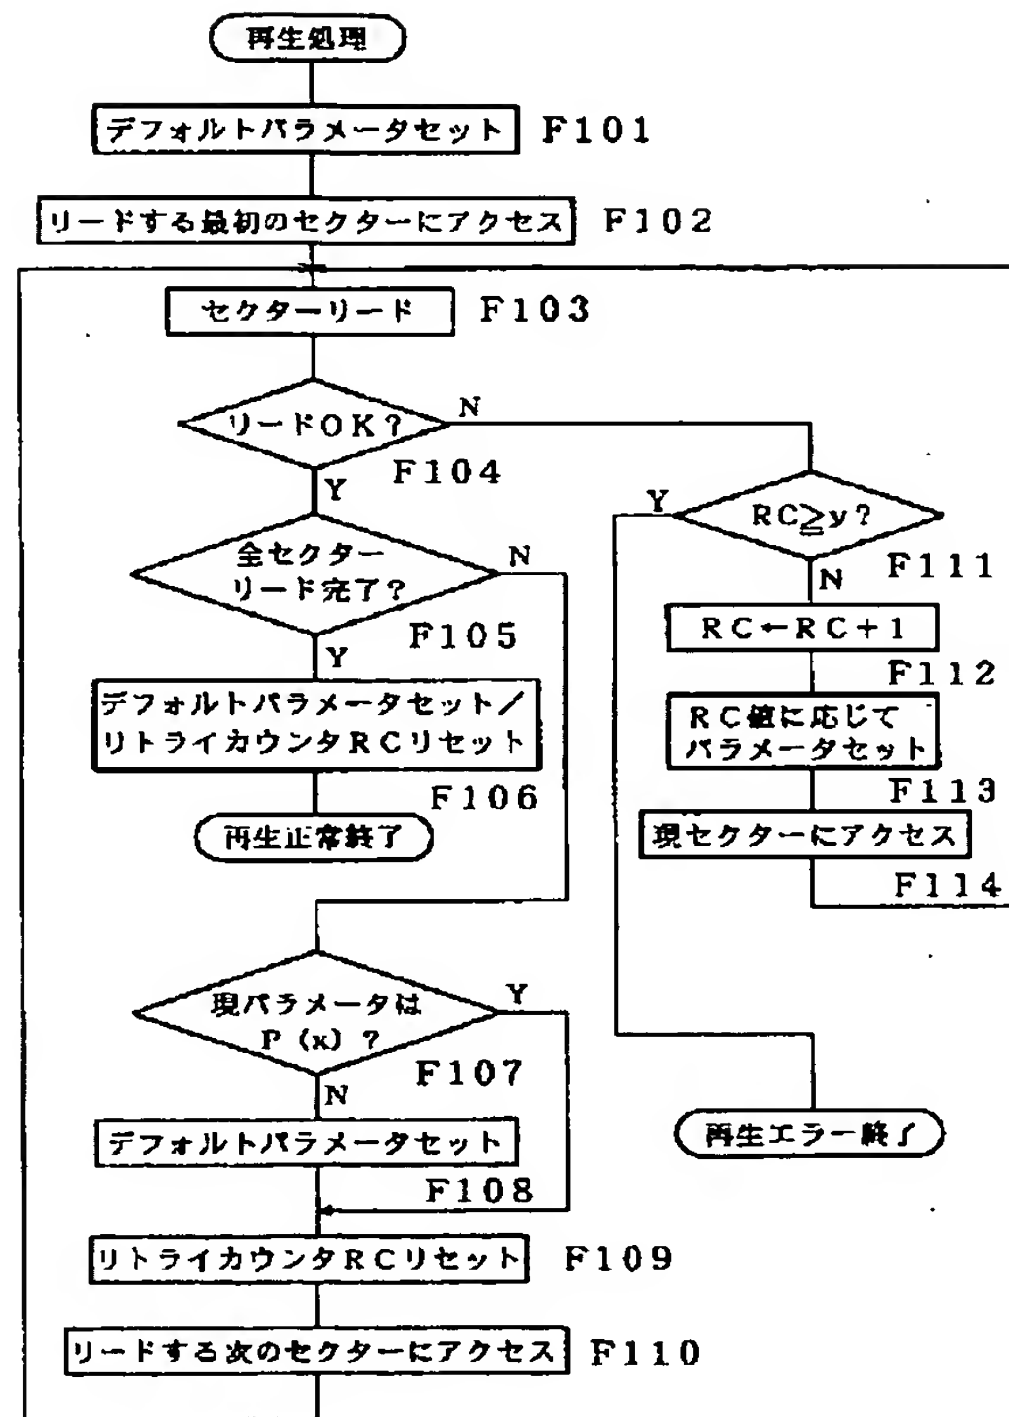 再生処理
デフォルトパラメータセット F101
リードする最初のセクターにアクセス F102
セクターリード F103
リードOK?
N
F104
Y
全セクター
リード完了?
N
F105
Y
デフォルトパラメータセット/
リトライカウンタRCリセット
F106
再生正常終了
RC≧y?
Y
F111
N
RC←RC+1
F112
RC値に応じて
パラメータセット
F113
現セクターにアクセス
F114
現パラメータは
P(x)?
Y
F107
N
デフォルトパラメータセット
F108
再生エラー終了
リトライカウンタRCリセット F109
リードする次のセクターにアクセス F110